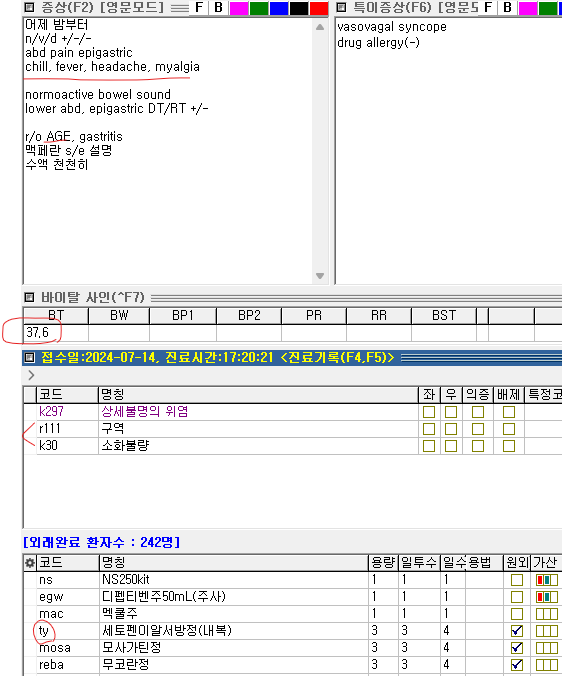 증상(F2) [영문모드] F B
특이증상(F6) [영문모드 F B
어제 밤부터
n/v/d +/-/-
abd pain epigastric
chill, fever, headache, myalgia
normoactive bowel sound
lower abd, epigastric DT/RT +/-
r/o AGE, gastritis
맥페란 s/e 설명
수액 천천히
vasovagal syncope
drug allergy(-)
바이탈 사인(^F7)
BT BW BP1 BP2 PR RR BST
37.6
접수일:2024-07-14, 진료시간:17:20:21 <진료기록(F4,F5)>
코드 명칭 좌 우 의증 배제 특정코
k297 상세불명의 위염
r111 구역
k30 소화불량
[외래완료 환자수 : 242명]
코드 명칭 용량 일투수 일수 용법 원외 가산
ns NS250kit 1 1 1
egw 디펩티벤주50mL(주사) 1 1 1
mac 멕쿨주 1 1 1
ty 세토펜이알서방정(내복) 3 3 4
mosa 모사가틴정 3 3 4
reba 무코란정 3 3 4